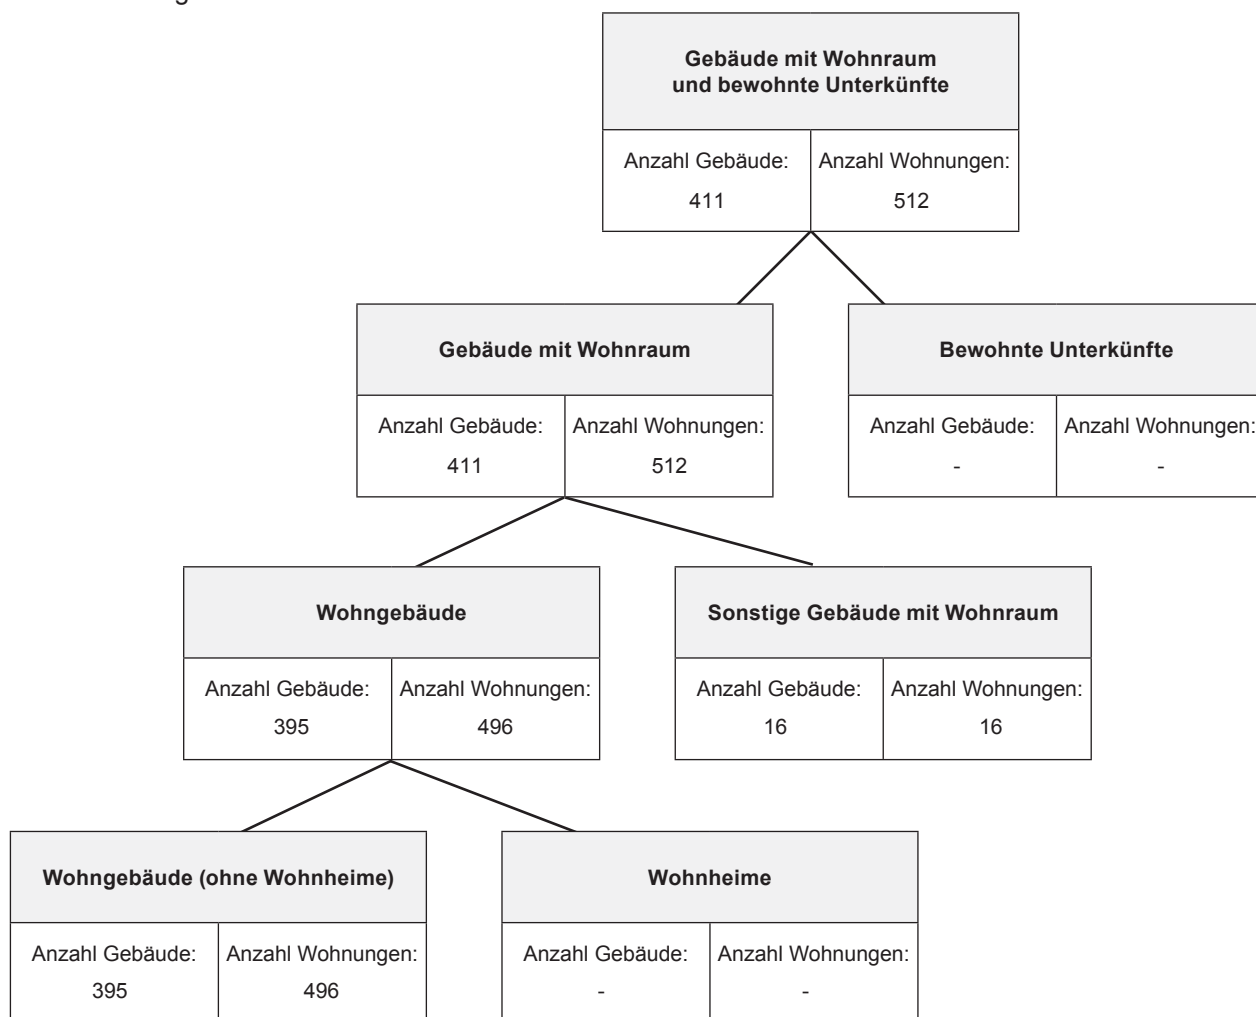 Gebäude mit Wohnraum
und bewohnte Unterkünfte
Anzahl Gebäude: Anzahl Wohnungen:
411 512
Gebäude mit Wohnraum
Anzahl Gebäude: Anzahl Wohnungen:
411 512
Bewohnte Unterkünfte
Anzahl Gebäude: Anzahl Wohnungen:
- -
Wohngebäude
Anzahl Gebäude: Anzahl Wohnungen:
395 496
Sonstige Gebäude mit Wohnraum
Anzahl Gebäude: Anzahl Wohnungen:
16 16
Wohngebäude (ohne Wohnheime)
Anzahl Gebäude: Anzahl Wohnungen:
395 496
Wohnheime
Anzahl Gebäude: Anzahl Wohnungen:
- -